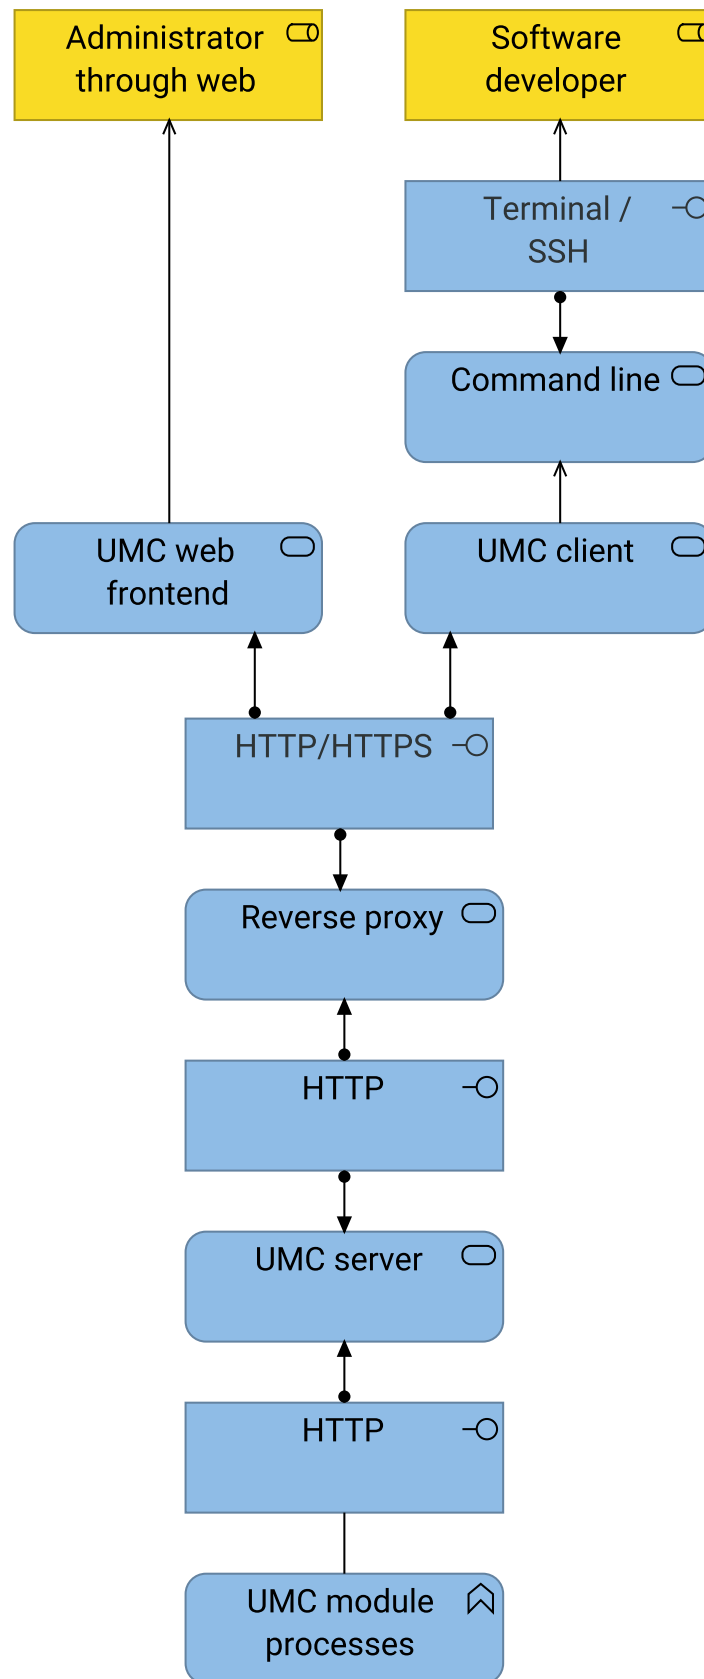 Administrator
through web
Software
developer
Terminal /
SSH
Command line
UMC web
frontend
UMC client
HTTP/HTTPS
Reverse proxy
HTTP
UMC server
HTTP
UMC module
processes